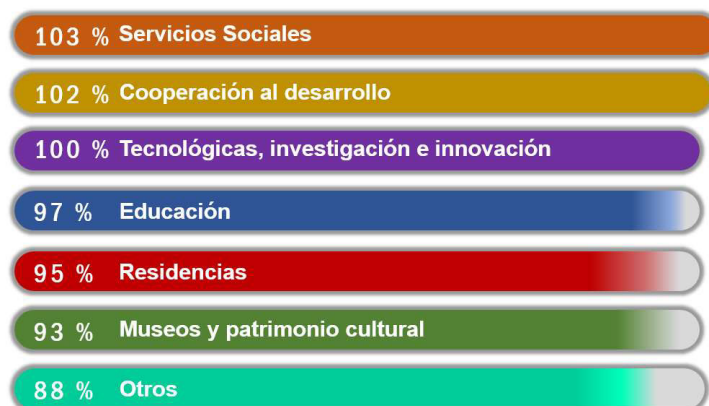 103 % Servicios Sociales
102 % Cooperación al desarrollo
100 % Tecnológicas, investigación e innovación
97 % Educación
95 % Residencias
93 % Museos y patrimonio cultural
88 % Otros